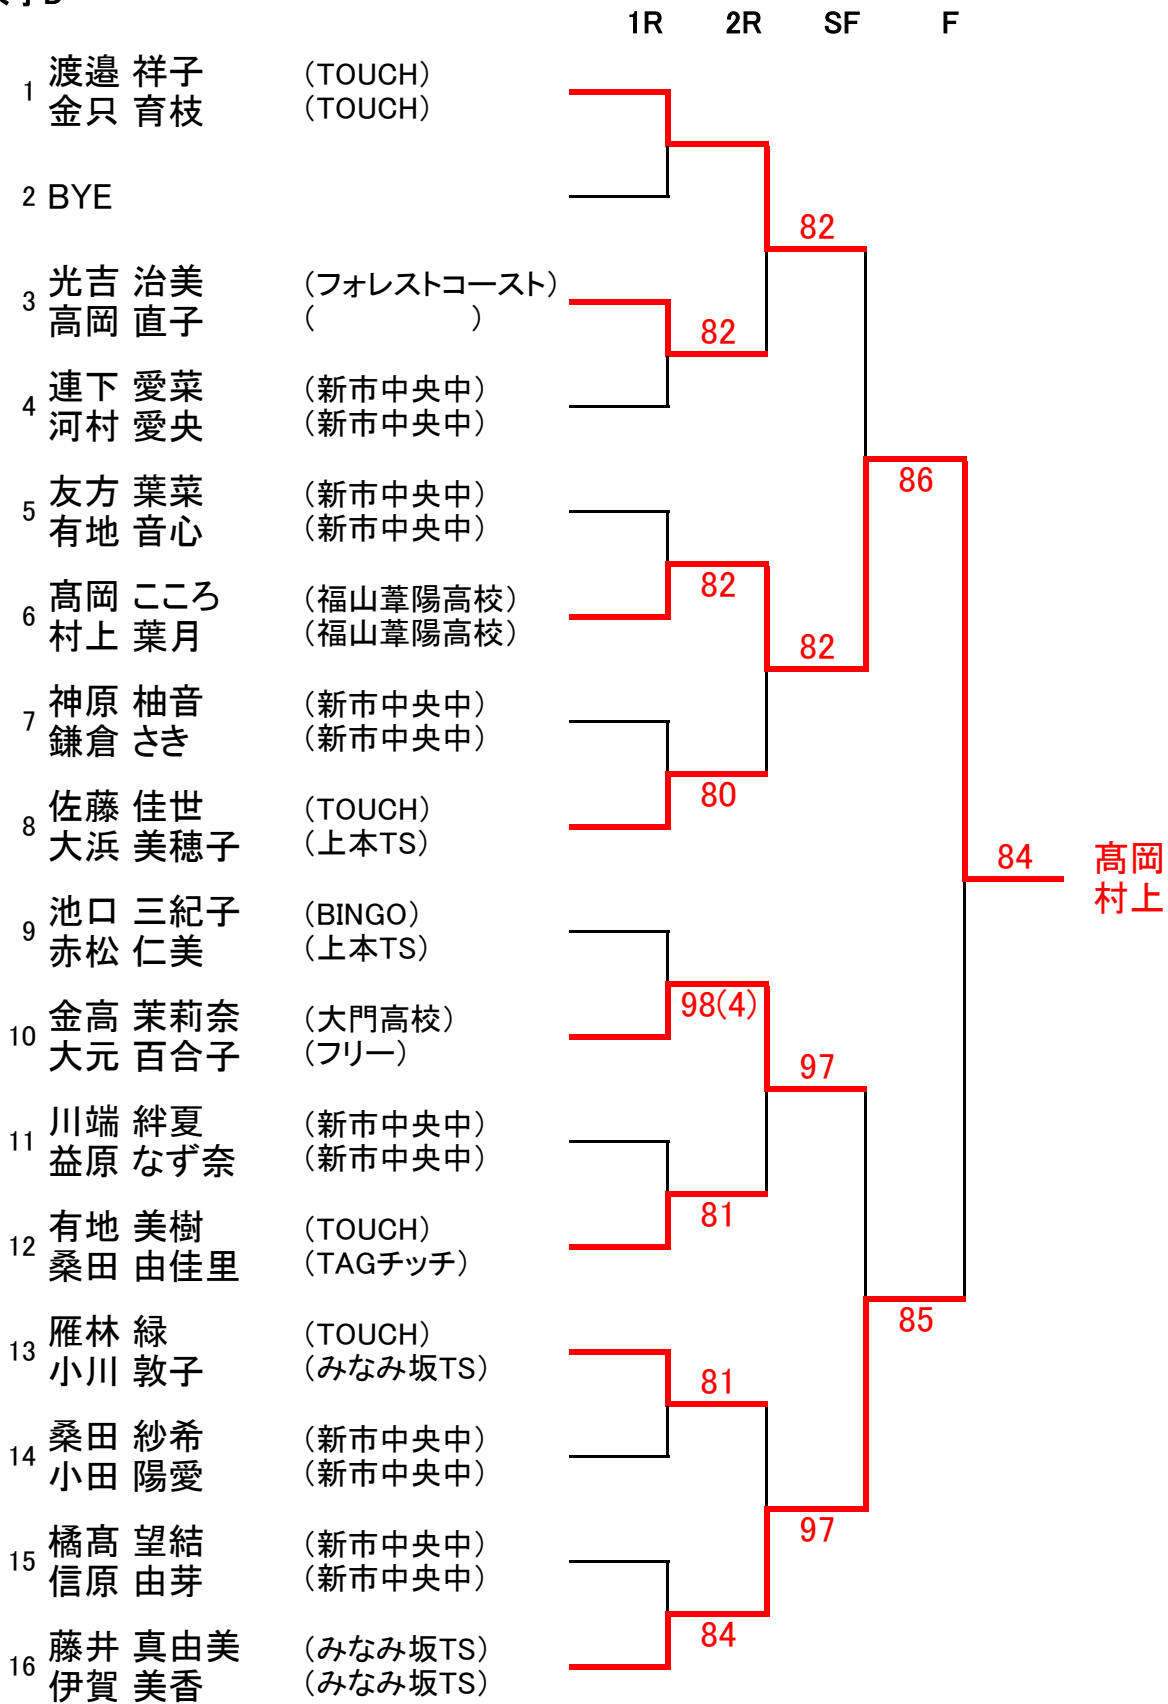 1R 2R SF F
1 渡邉 祥子 (TOUCH)
金只 育枝 (TOUCH)
2 BYE
82
3 光吉 治美 (フォレストコースト)
高岡 直子 ( )
82
4 連下 愛菜 (新市中央中)
河村 愛央 (新市中央中)
86
5 友方 葉菜 (新市中央中)
有地 音心 (新市中央中)
82
6 髙岡 こころ (福山葦陽高校)
村上 葉月 (福山葦陽高校)
82
7 神原 柚音 (新市中央中)
鎌倉 さき (新市中央中)
80
8 佐藤 佳世 (TOUCH)
大浜 美穂子 (上本TS)
84 髙岡
村上
9 池口 三紀子 (BINGO)
赤松 仁美 (上本TS)
98(4)
10 金高 茉莉奈 (大門高校)
大元 百合子 (フリー)
97
11 川端 絆夏 (新市中央中)
益原 なず奈 (新市中央中)
81
12 有地 美樹 (TOUCH)
桑田 由佳里 (TAGチッチ)
85
13 雁林 緑 (TOUCH)
小川 敦子 (みなみ坂TS)
81
14 桑田 紗希 (新市中央中)
小田 陽愛 (新市中央中)
97
15 橘髙 望結 (新市中央中)
信原 由芽 (新市中央中)
84
16 藤井 真由美 (みなみ坂TS)
伊賀 美香 (みなみ坂TS)